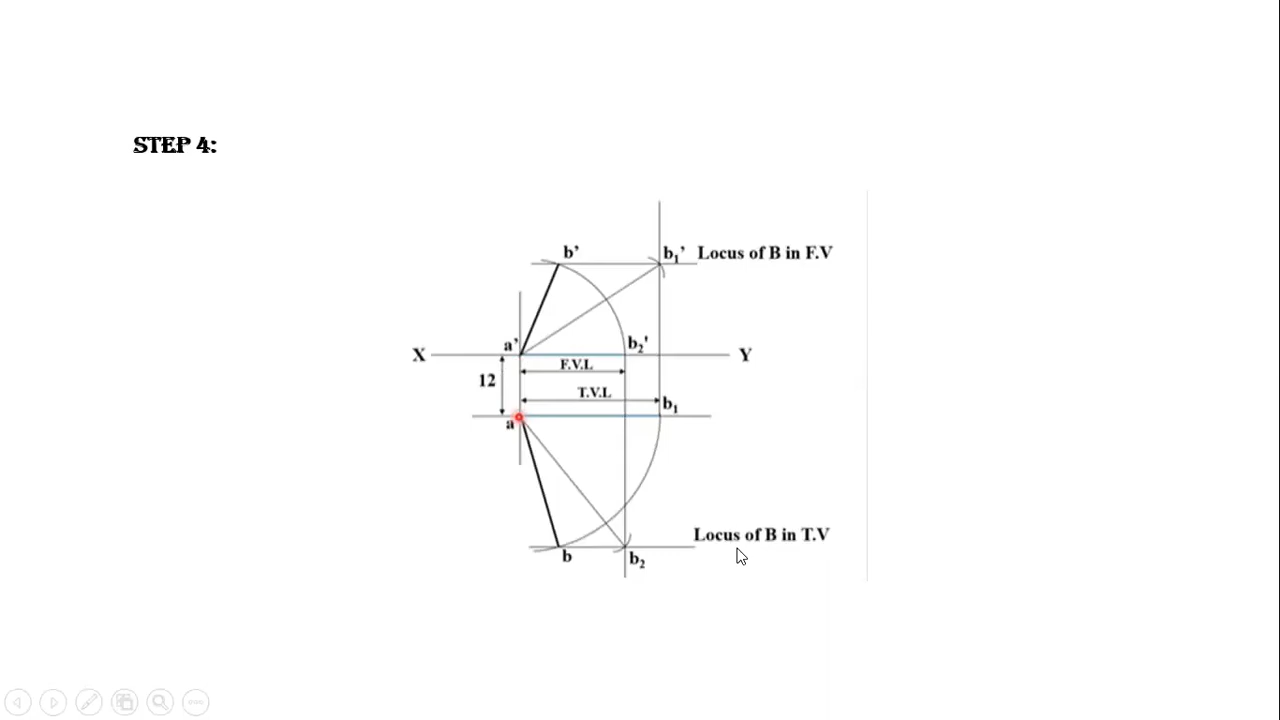 STEP 4:
b’
b₁’ Locus of B in F.V
a’
b₂'
X
Y
F.V.L
12
T.V.L
b₁
a
Locus of B in T.V
b
b₂